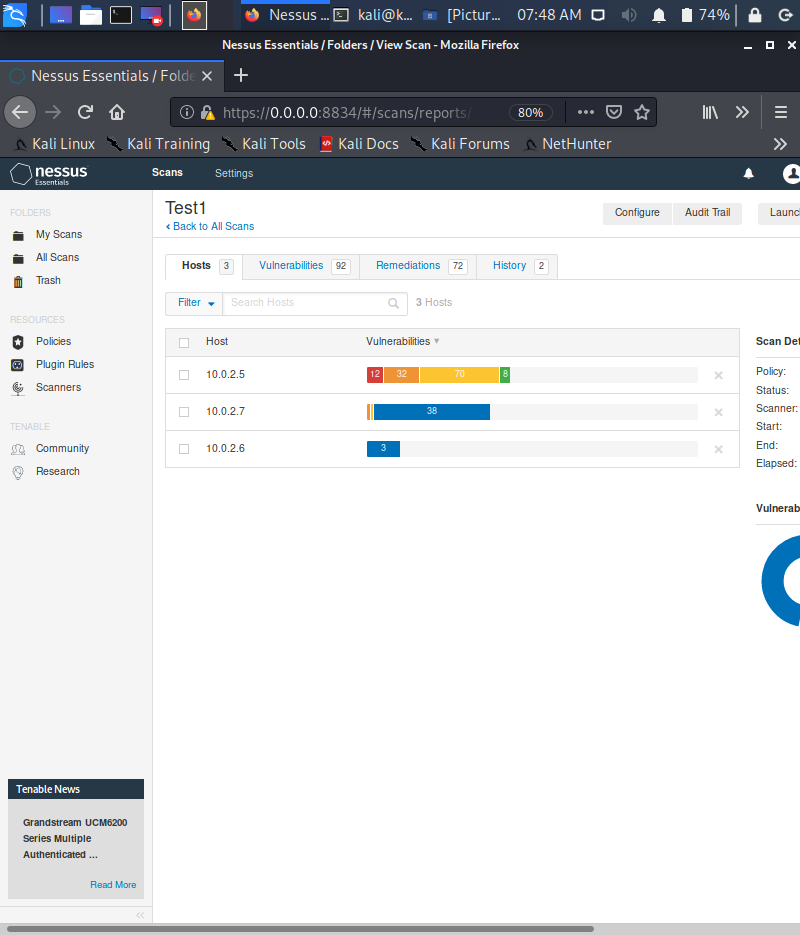 Nessus ...
kali@k...
[Pictur...
07:48 AM
74%
Nessus Essentials / Folders / View Scan - Mozilla Firefox
Nessus Essentials / Folde
https://0.0.0.0:8834/#/scans/reports/
80%
Kali Linux
Kali Training
Kali Tools
Kali Docs
Kali Forums
NetHunter
nessus
Essentials
Scans
Settings
FOLDERS
My Scans
All Scans
Trash
RESOURCES
Policies
Plugin Rules
Scanners
TENABLE
Community
Research
Tenable News
Grandstream UCM6200
Series Multiple
Authenticated ...
Read More
Test1
Back to All Scans
Configure
Audit Trail
Launc
Hosts 3
Vulnerabilities 92
Remediations 72
History 2
Filter
Search Hosts
3 Hosts
Host
Vulnerabilities
10.0.2.5
12 32 70 8
10.0.2.7
38
10.0.2.6
3
Scan Det
Policy:
Status:
Scanner:
Start:
End:
Elapsed:
Vulnerab